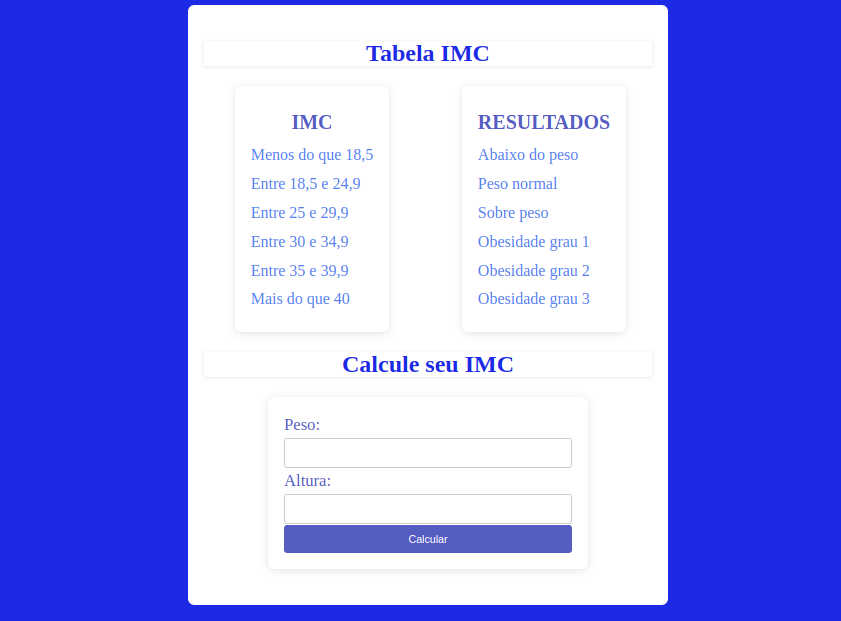 Tabela IMC
IMC
Menos do que 18,5
Entre 18,5 e 24,9
Entre 25 e 29,9
Entre 30 e 34,9
Entre 35 e 39,9
Mais do que 40
RESULTADOS
Abaixo do peso
Peso normal
Sobre peso
Obesidade grau 1
Obesidade grau 2
Obesidade grau 3
Calcule seu IMC
Peso:
Altura:
Calcular